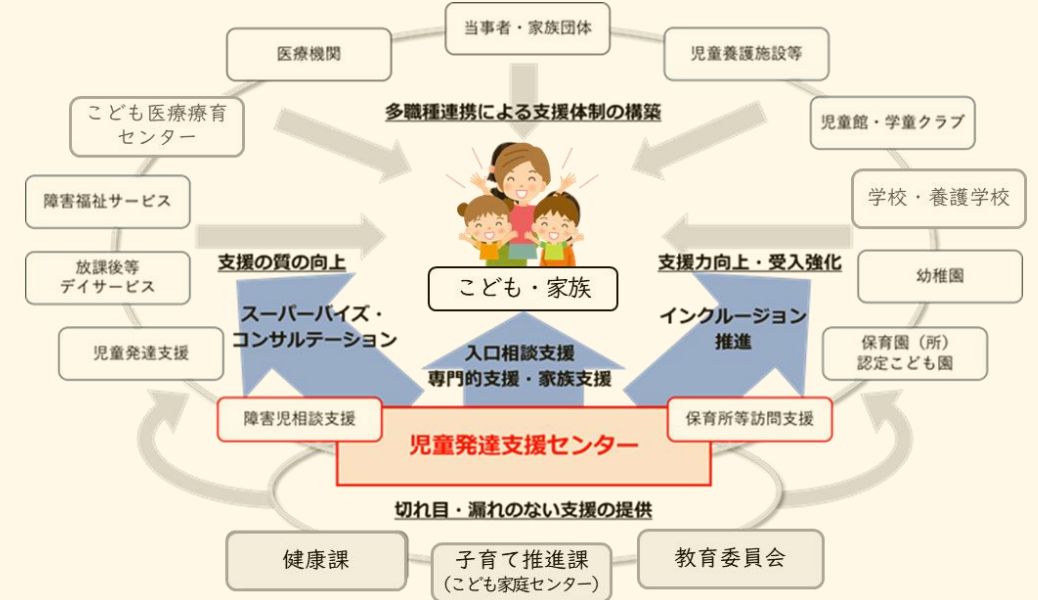 当事者・家族団体
医療機関
児童養護施設等
こども医療療育
センター
多職種連携による支援体制の構築
児童館・学童クラブ
障害福祉サービス
学校・養護学校
放課後等
デイサービス
支援の質の向上
支援力向上・受入強化
幼稚園
こども・家族
スーパーバイズ・
コンサルテーション
インクルージョン
推進
児童発達支援
入口相談支援
専門的支援・家族支援
保育園（所）
認定こども園
障害児相談支援
保育所等訪問支援
児童発達支援センター
切れ目・漏れのない支援の提供
健康課
子育て推進課
（こども家庭センター）
教育委員会